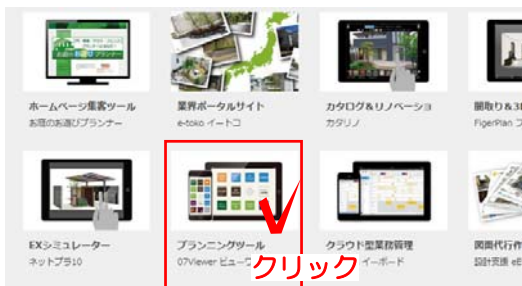 ホームページ集客ツール
お庭のお選びプランナー
業界ポータルサイト
e-toko イートコ
カタログ&リノベーショ
カタリノ
間取り&3
FigerPlan フ
EXシミュレーター
ネットプラ10
プランニングツール
07Viewer ビュー
クリック
クラウド型業務管理
イーボード
図面代行作
設計支援 eE